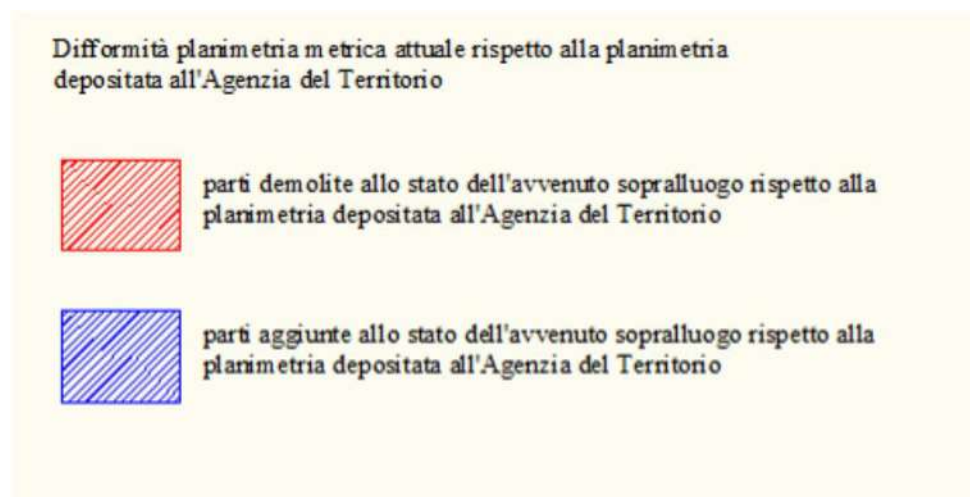 Difformità planimetria metrica attuale rispetto alla planimetria
depositata all'Agenzia del Territorio
parti demolite allo stato dell'avvenuto sopralluogo rispetto alla
planimetria depositata all'Agenzia del Territorio
parti aggiunte allo stato dell'avvenuto sopralluogo rispetto alla
planimetria depositata all'Agenzia del Territorio